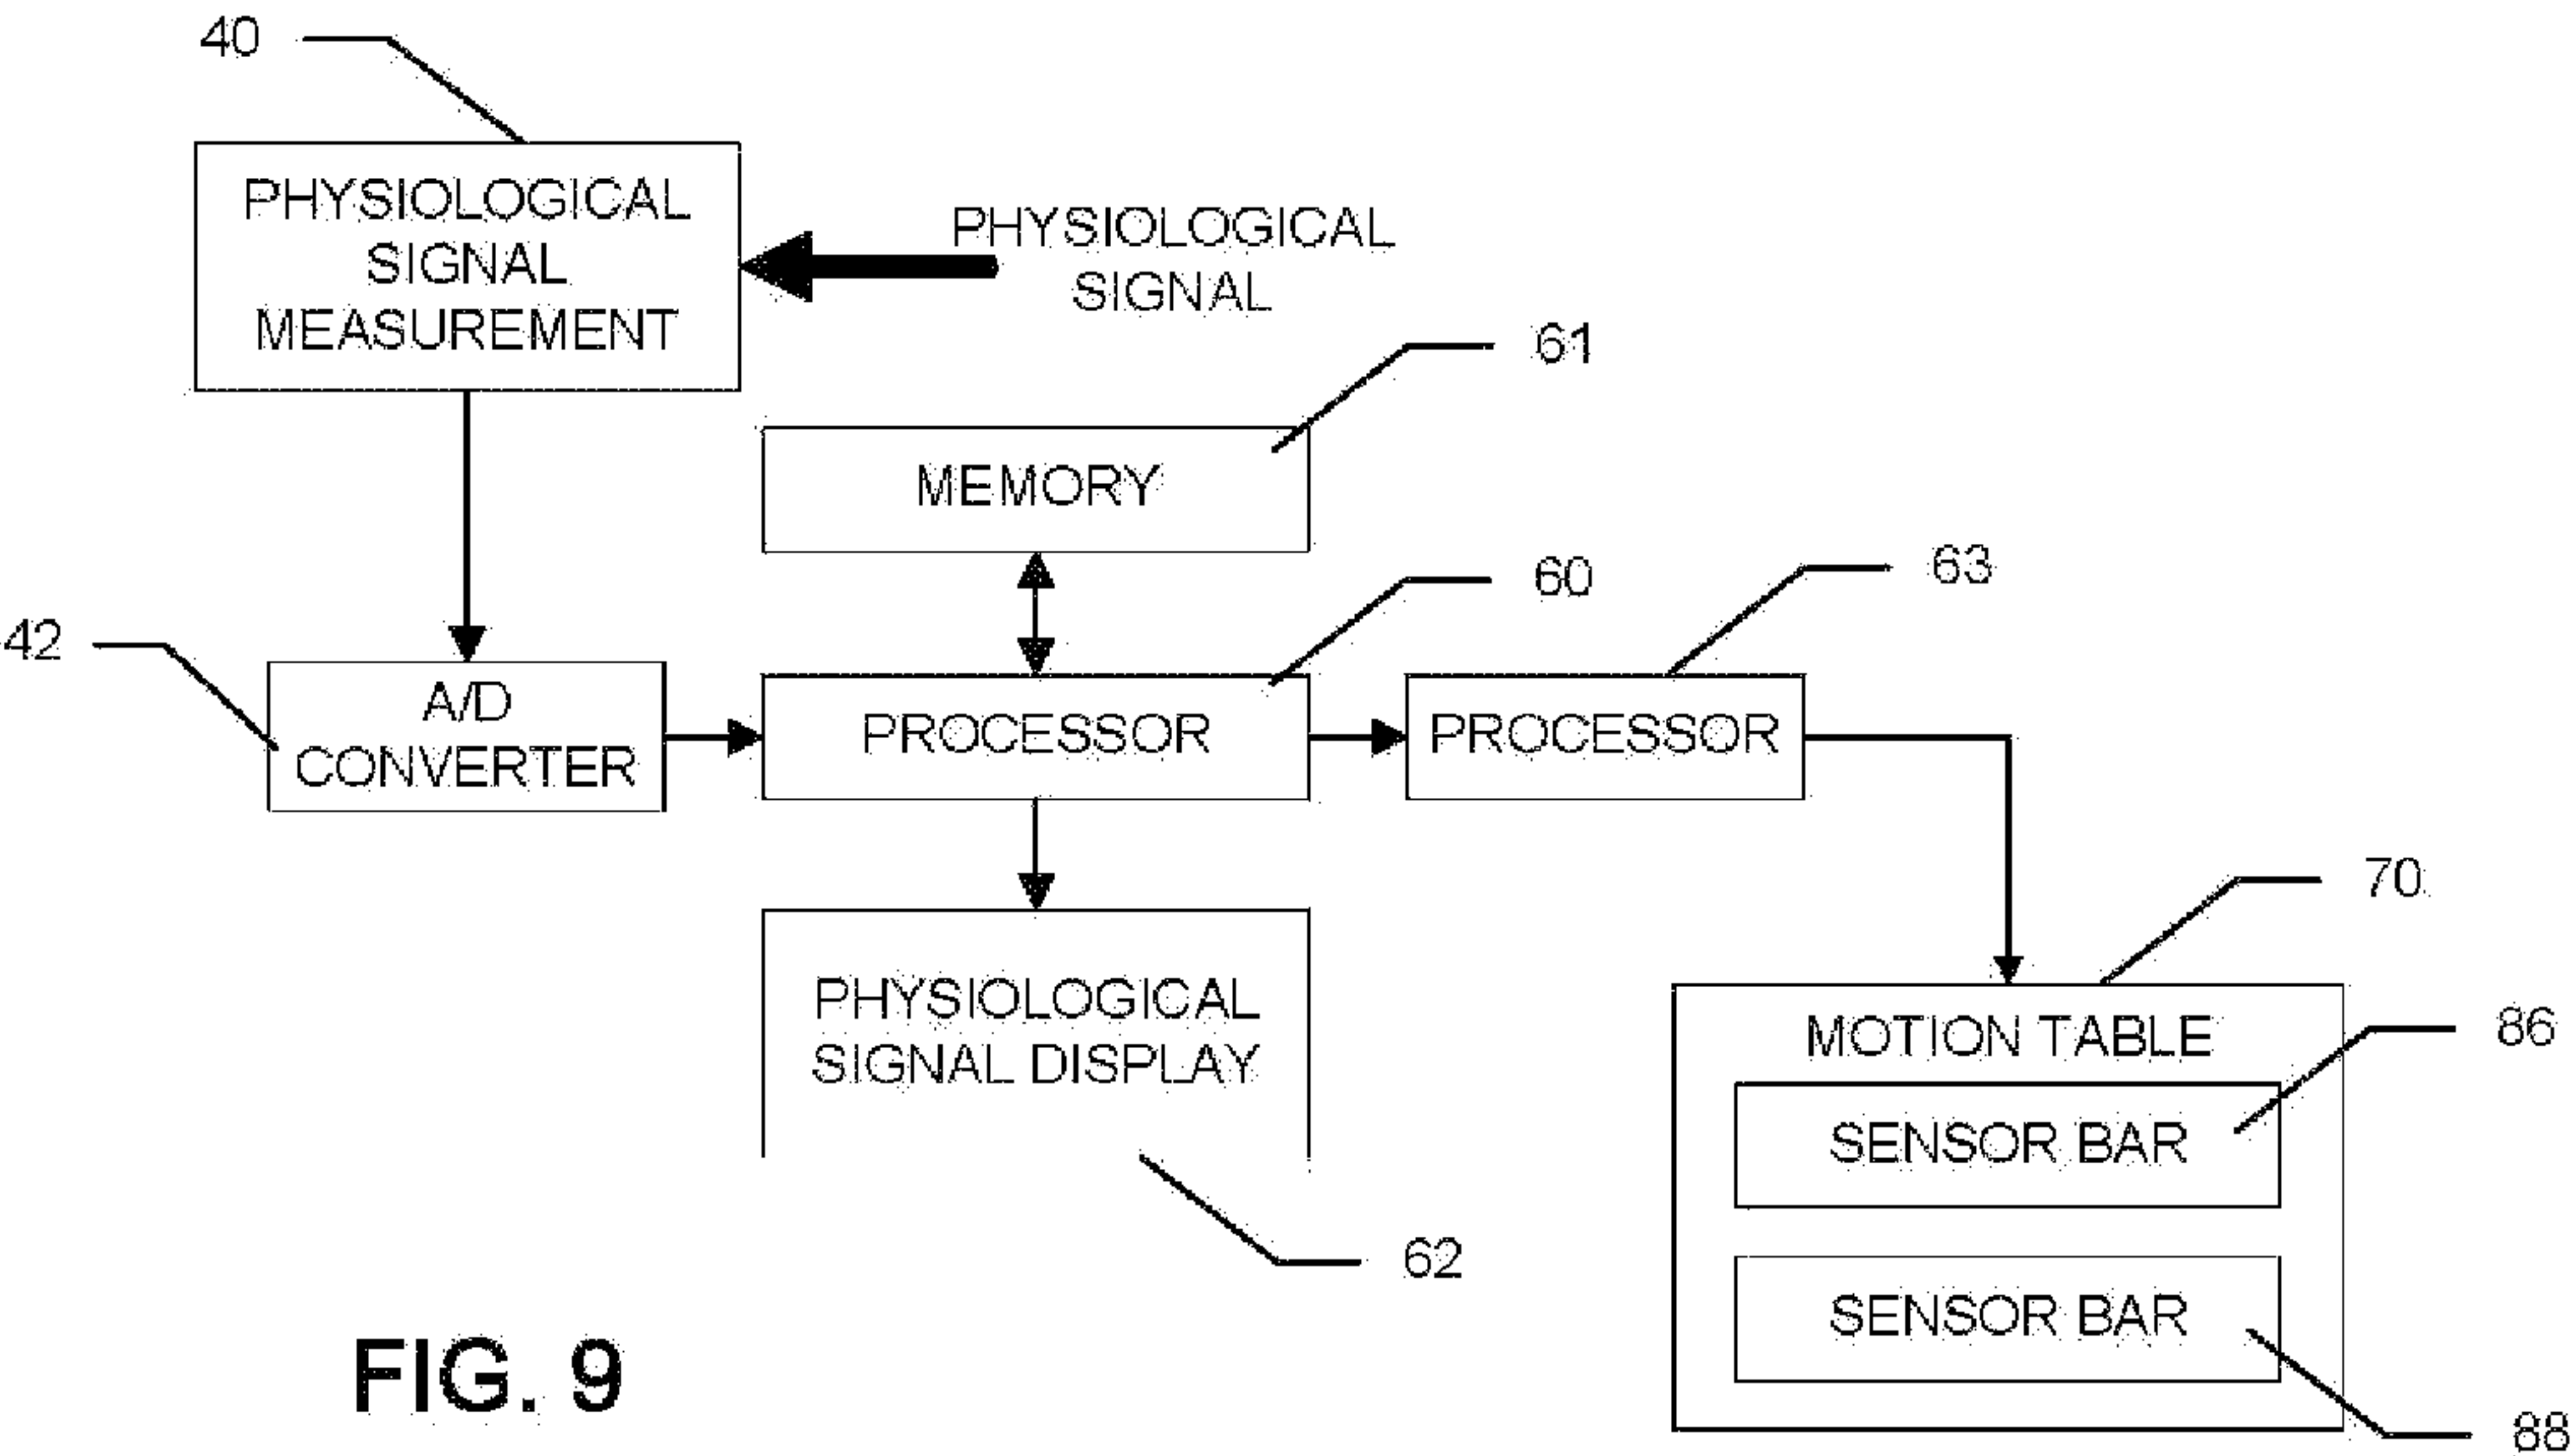 40
PHYSIOLOGICAL
SIGNAL
MEASUREMENT
PHYSIOLOGICAL
SIGNAL
61
MEMORY
60
63
42
A/D
CONVERTER
PROCESSOR
PROCESSOR
70
PHYSIOLOGICAL
SIGNAL DISPLAY
MOTION TABLE
86
SENSOR BAR
62
SENSOR BAR
88
FIG. 9